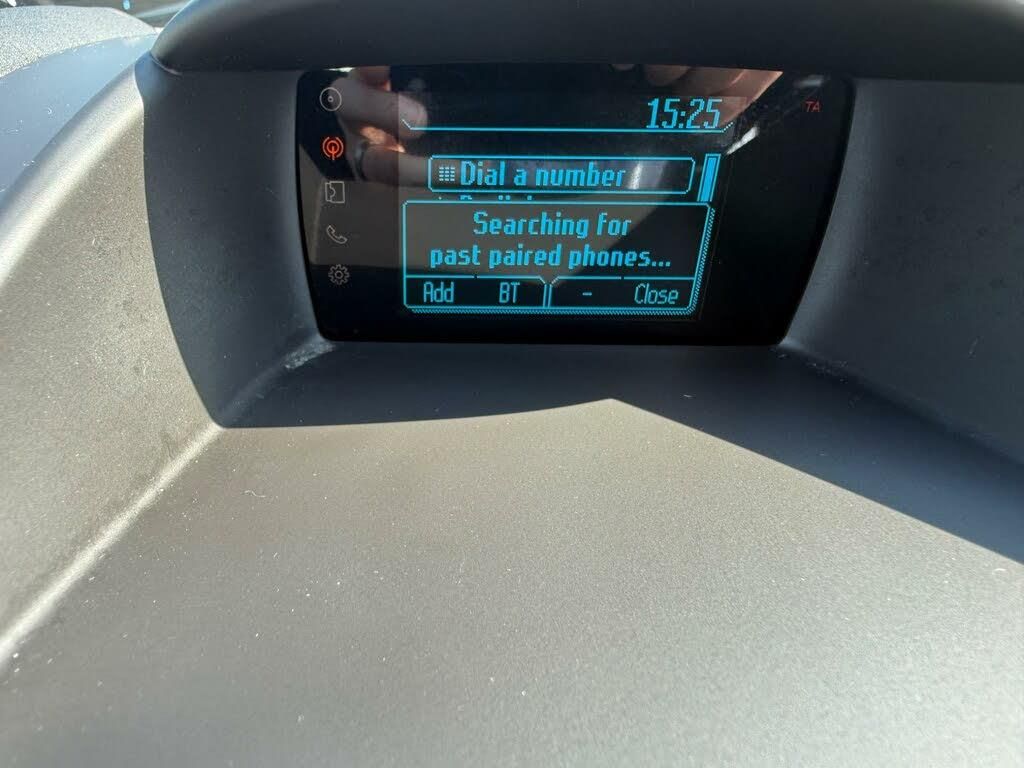 15:25
TA
Dial a number
Searching for
past paired phones...
Add BT - Close